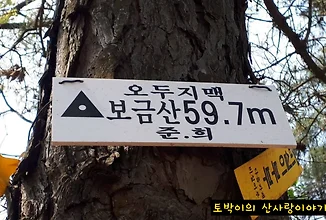 오두지맥
보금산59.7m
준.희
토박이의 산사랑이야기